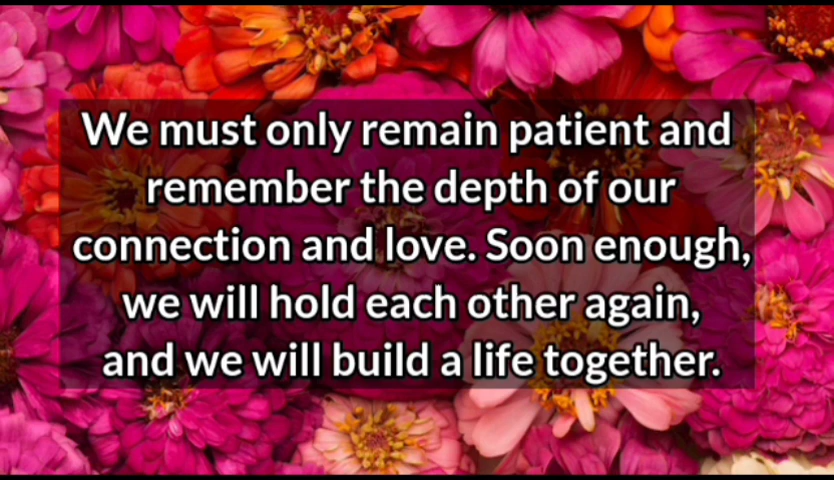 We must only remain patient and
remember the depth of our
connection and love. Soon enough,
we will hold each other again,
and we will build a life together.